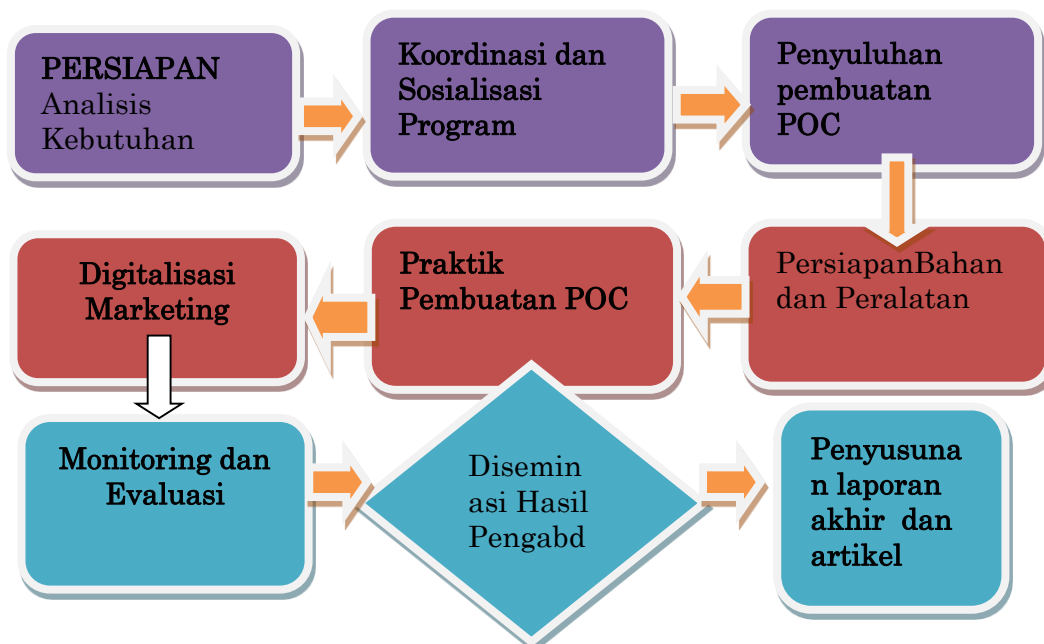 PERSIAPAN
Analisis
Kebutuhan
Koordinasi dan
Sosialisasi
Program
Penyuluhan
pembuatan
POC
PersiapanBahan
dan Peralatan
Praktik
Pembuatan POC
Digitalisasi
Marketing
Monitoring dan
Evaluasi
Disemin
asi Hasil
Pengabd
Penyusuna
n laporan
akhir dan
artikel